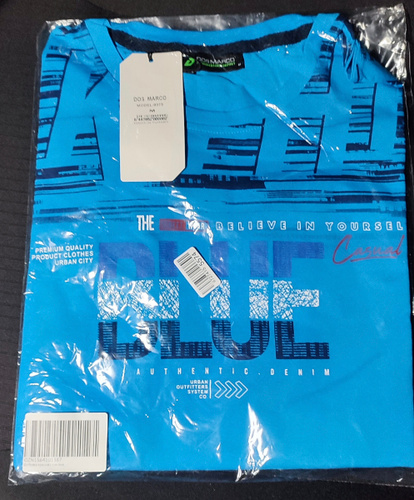 DOS MARCO
DOS MARCO
THE
BELIEVE IN YOURSEL
PREMIUM QUALITY
PRODUCT CLOTHES
URBAN CITY
Casual
BLUE
AUTHENTIC.DENIM
URBAN
OUTFITTERS
SYSTEM
CO
>>>>